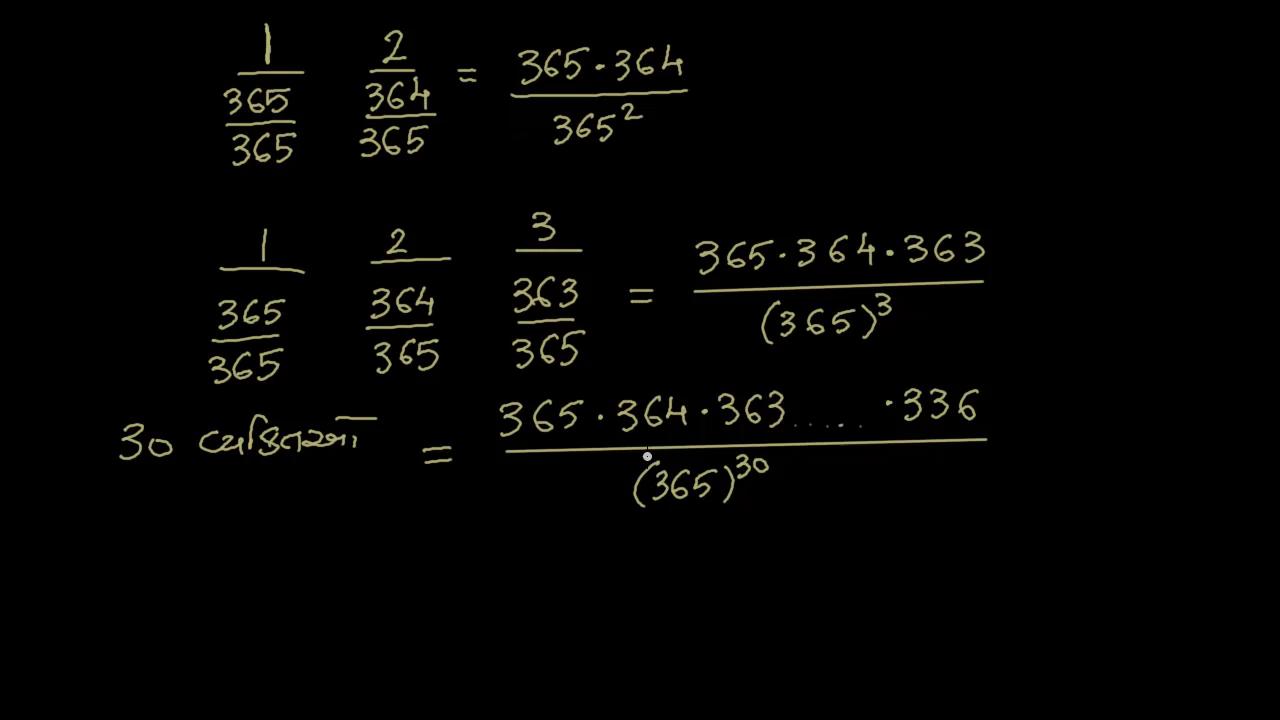 1/(365/365) 2/(364/365) = 365·364/365²
1/(365/365) 2/(364/365) 3/(363/365) = 365·364·363/(365)³
30 = 365·364·363.....·336/(365)³⁰